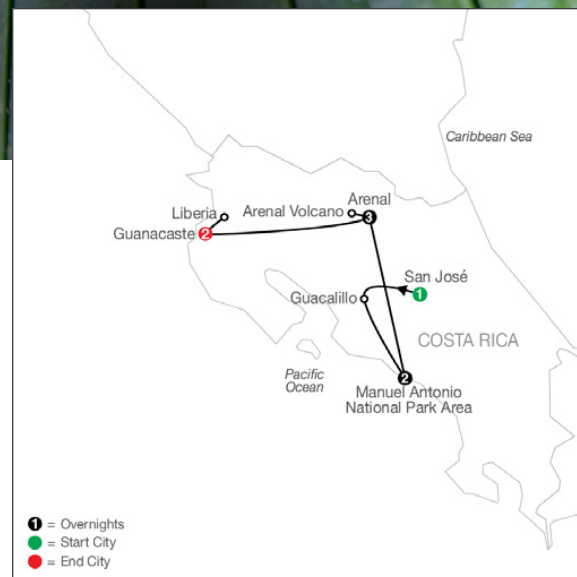 Caribbean Sea
Arenal
Liberia
Arenal Volcano
3
Guanacaste
2
San José
1
Guacalillo
COSTA RICA
Pacific
Ocean
2
Manuel Antonio
National Park Area
1 = Overnights
= Start City
= End City